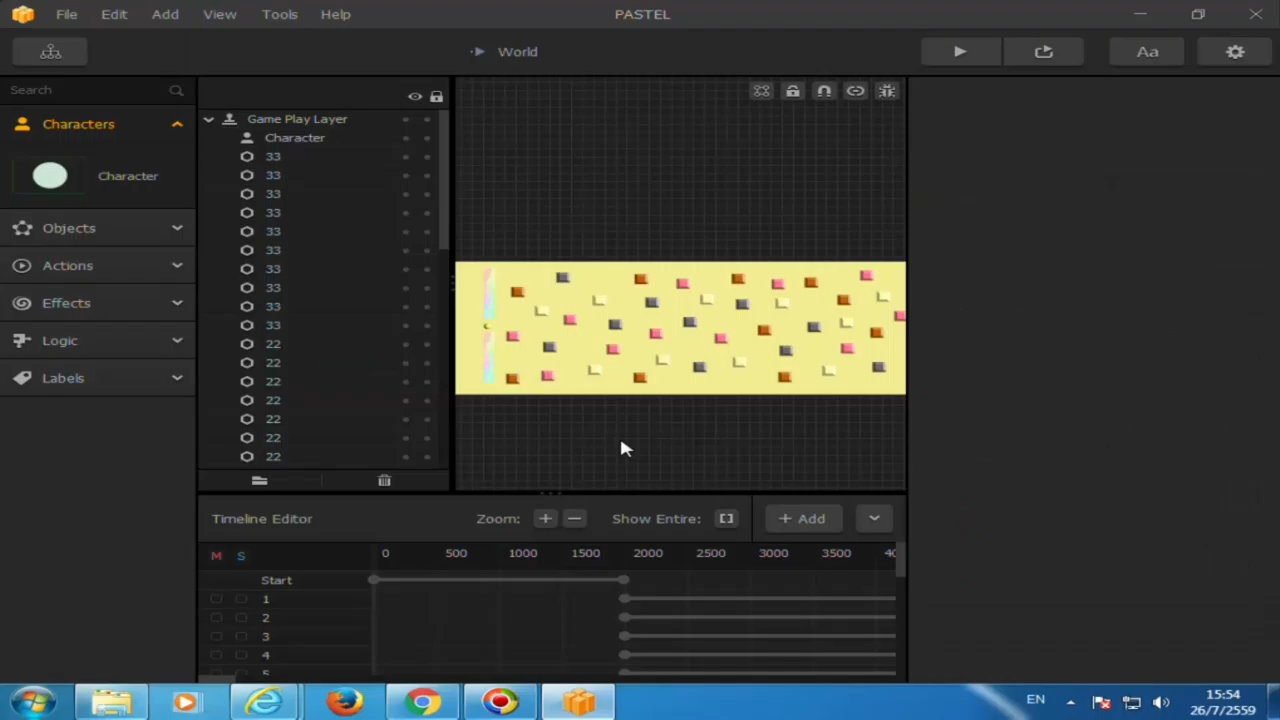 File Edit Add View Tools Help PASTEL
World Aa
Search
Characters
Character
Objects
Actions
Effects
Logic
Labels
Game Play Layer
Character
33
33
33
33
33
33
33
33
33
33
22
22
22
22
22
22
22
Timeline Editor Zoom: Show Entire: Add
M S 0 500 1000 1500 2000 2500 3000 3500 40
Start
1
2
3
4
5
EN 15:54
26/7/2559